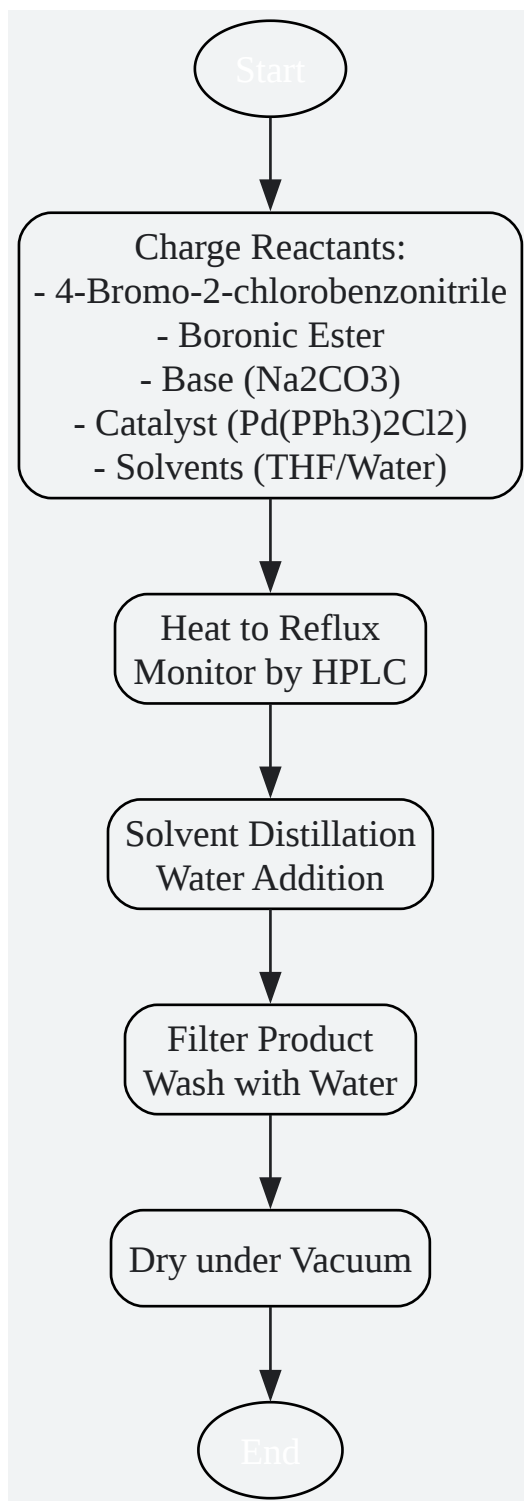 Start
Charge Reactants:
- 4-Bromo-2-chlorobenzonitrile
- Boronic Ester
- Base (Na2CO3)
- Catalyst (Pd(PPh3)2Cl2)
- Solvents (THF/Water)
Heat to Reflux
Monitor by HPLC
Solvent Distillation
Water Addition
Filter Product
Wash with Water
Dry under Vacuum
End